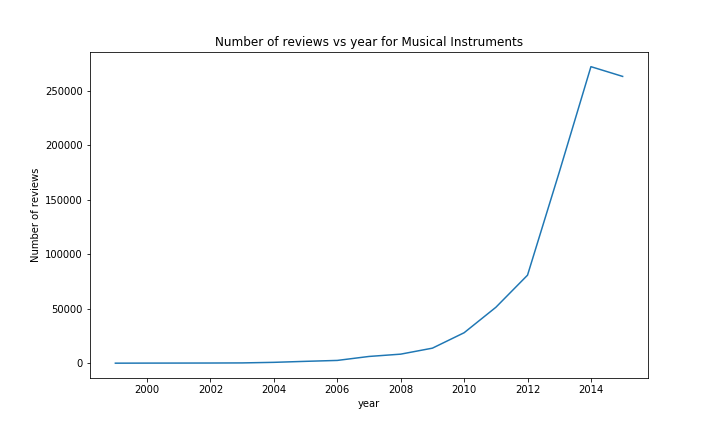 Number of reviews vs year for Musical Instruments
Number of reviews
250000
200000
150000
100000
50000
0
2000 2002 2004 2006 2008 2010 2012 2014
year